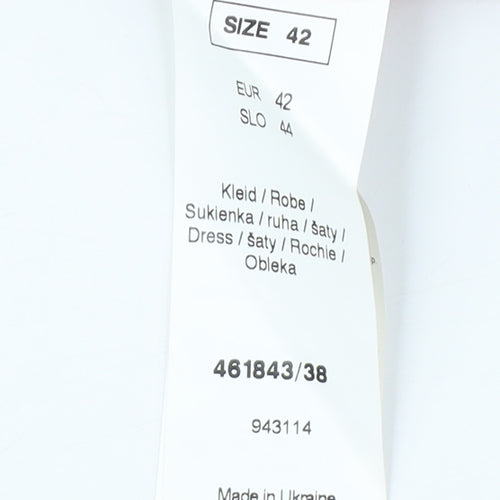 SIZE 42
EUR 42
SLO 44
Kleid / Robe /
Sukienka / ruha / šaty /
Dress / šaty / Rochie /
Obleka
461843/38
943114
Made in Ukraine